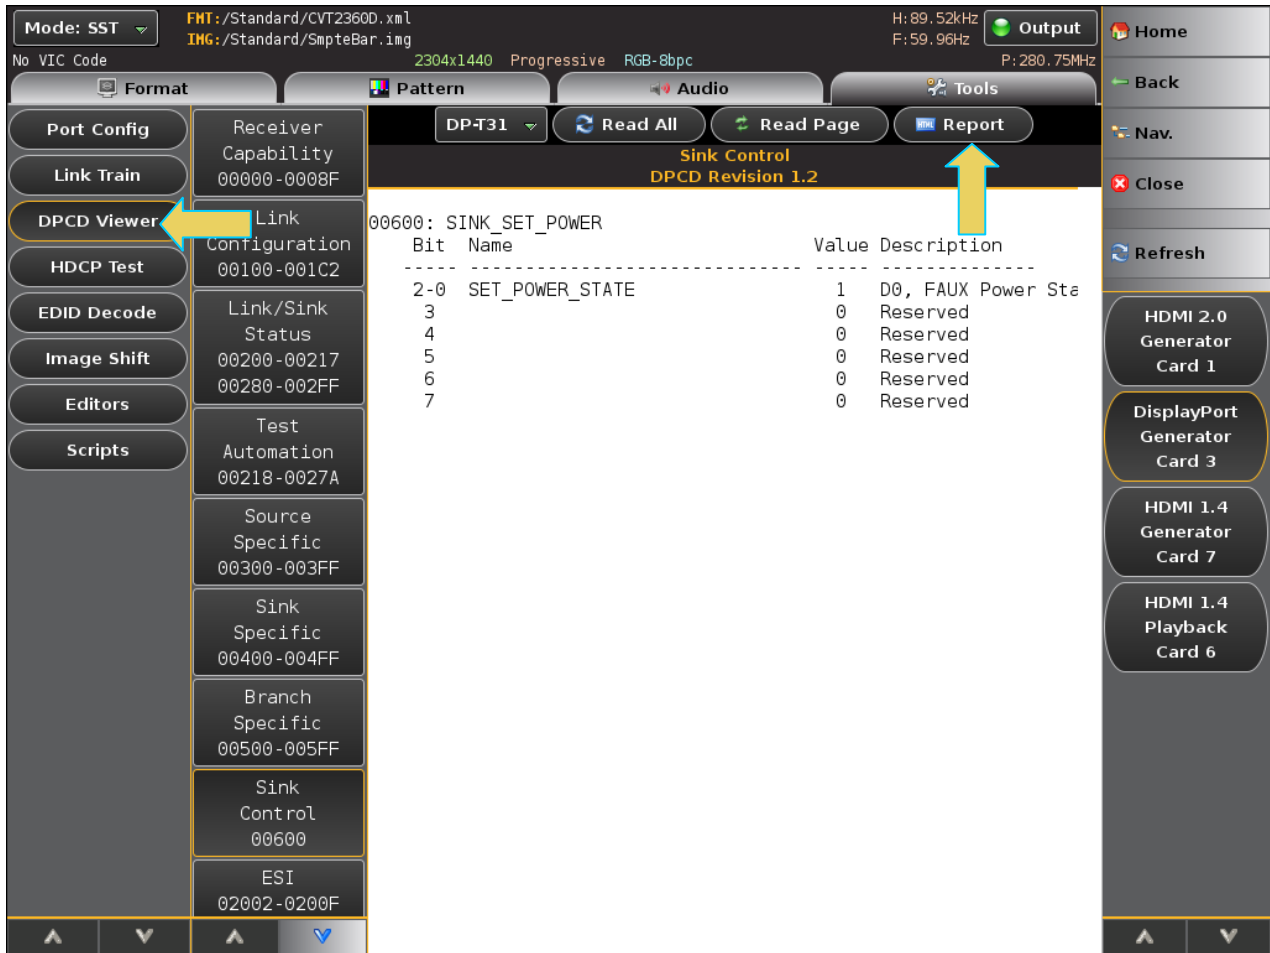 Mode: SST
FMT:/Standard/CVT2360D.xml
IMG:/Standard/SmpteBar.img
H:89.52kHz
F:59.96Hz
Output
No VIC Code
2304x1440 Progressive RGB-8bpc
P:280.75MHz
Format
Pattern
Audio
Tools
Port Config
Link Train
DPCD Viewer
HDCP Test
EDID Decode
Image Shift
Editors
Scripts
Receiver
Capability
00000-0008F
Link
Configuration
00100-001C2
Link/Sink
Status
00200-00217
00280-002FF
Test
Automation
00218-0027A
Source
Specific
00300-003FF
Sink
Specific
00400-004FF
Branch
Specific
00500-005FF
Sink
Control
00600
ESI
02002-0200F
DP-T31
Read All
Read Page
HTML
Report
Sink Control
DPCD Revision 1.2
00600: SINK_SET_POWER
Bit Name Value Description
----- ------------------------------ ----- --------------
2-0 SET_POWER_STATE 1 D0, FAUX Power Sta
3 0 Reserved
4 0 Reserved
5 0 Reserved
6 0 Reserved
7 0 Reserved
Home
Back
Nav.
Close
Refresh
HDMI 2.0
Generator
Card 1
DisplayPort
Generator
Card 3
HDMI 1.4
Generator
Card 7
HDMI 1.4
Playback
Card 6